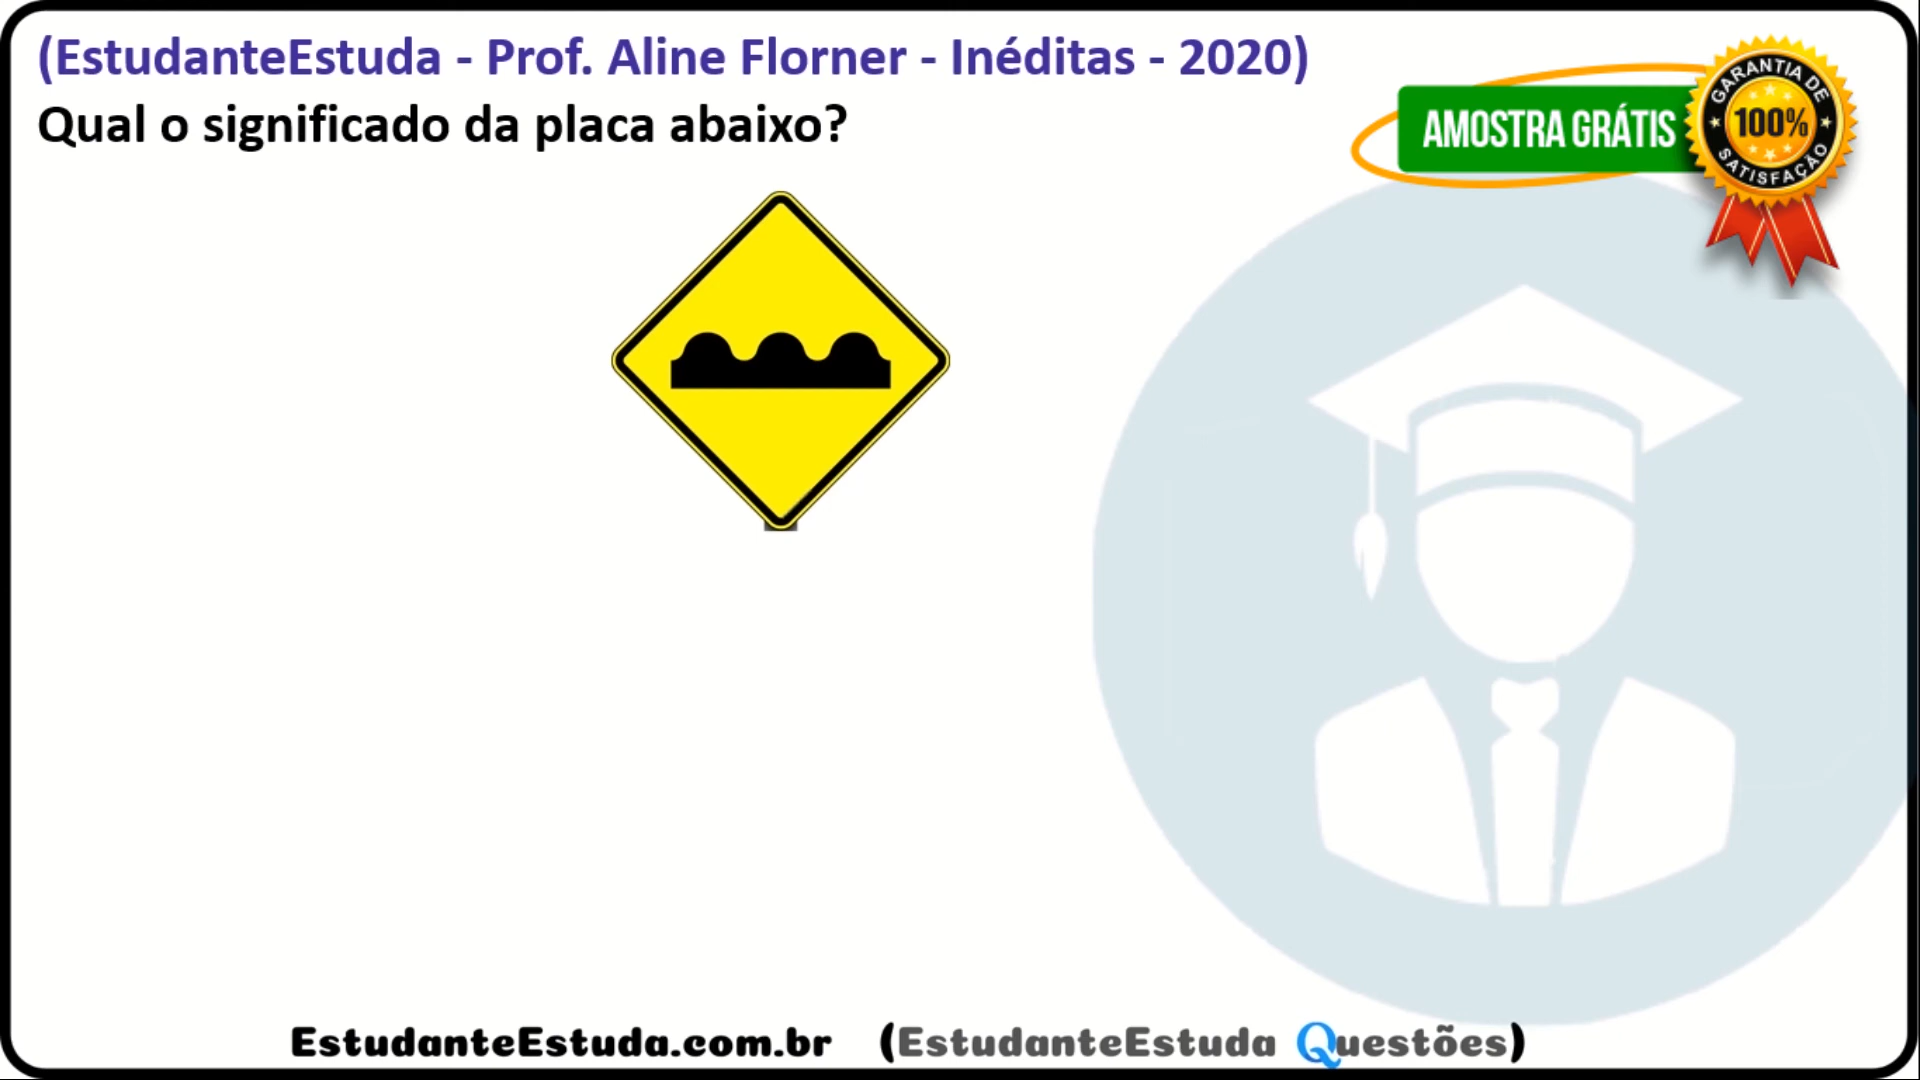 (EstudanteEstuda - Prof. Aline Florner - Inéditas - 2020)
Qual o significado da placa abaixo?
AMOSTRA GRÁTIS
GARANTIA DE
100%
SATISFAÇÃO
EstudanteEstuda.com.br (EstudanteEstuda Questões)